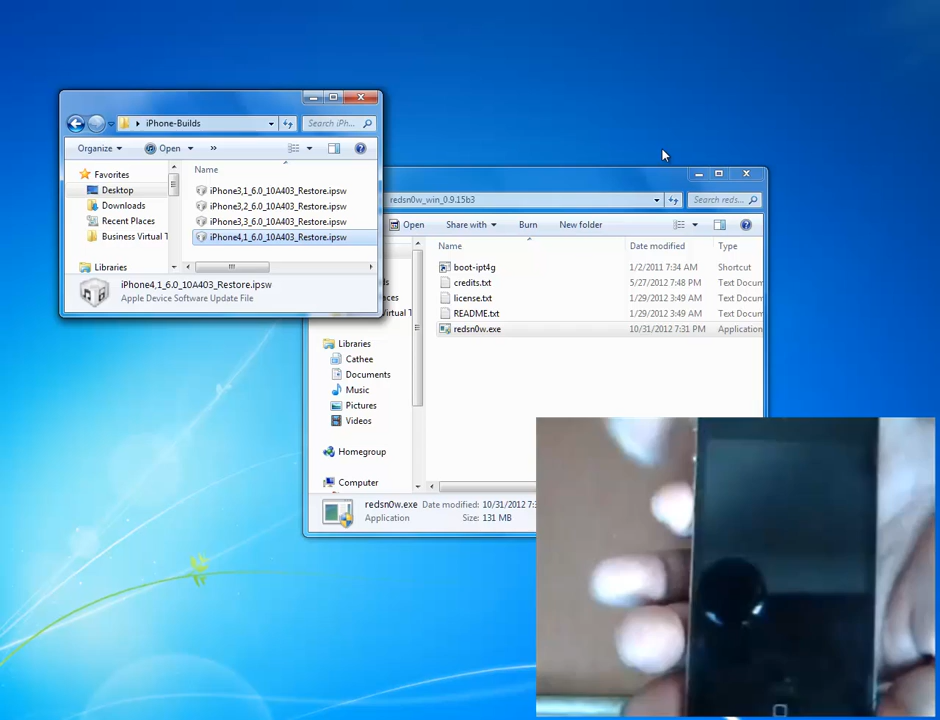 iPhone-Builds
Search iPh...
Organize
Open
»
Favorites
Desktop
Downloads
Recent Places
Business Virtual T
Libraries
Name
iPhone3,1_6.0_10A403_Restore.ipsw
iPhone3,2_6.0_10A403_Restore.ipsw
iPhone3,3_6.0_10A403_Restore.ipsw
iPhone4,1_6.0_10A403_Restore.ipsw
iPhone4,1_6.0_10A403_Restore.ipsw
Apple Device Software Update File
redsn0w_win_0.9.15b3
Search reds...
Open
Share with
Burn
New folder
Name
Date modified
Type
boot-ipt4g
1/2/2011 7:34 AM
Shortcut
credits.txt
5/27/2012 7:48 PM
Text Docum
license.txt
1/29/2012 3:49 AM
Text Docum
README.txt
1/29/2012 3:49 AM
Text Docum
redsn0w.exe
10/31/2012 7:31 PM
Application
Libraries
Cathee
Documents
Music
Pictures
Videos
Homegroup
Computer
redsn0w.exe
Date modified: 10/31/2012 7:3
Application
Size: 131 MB